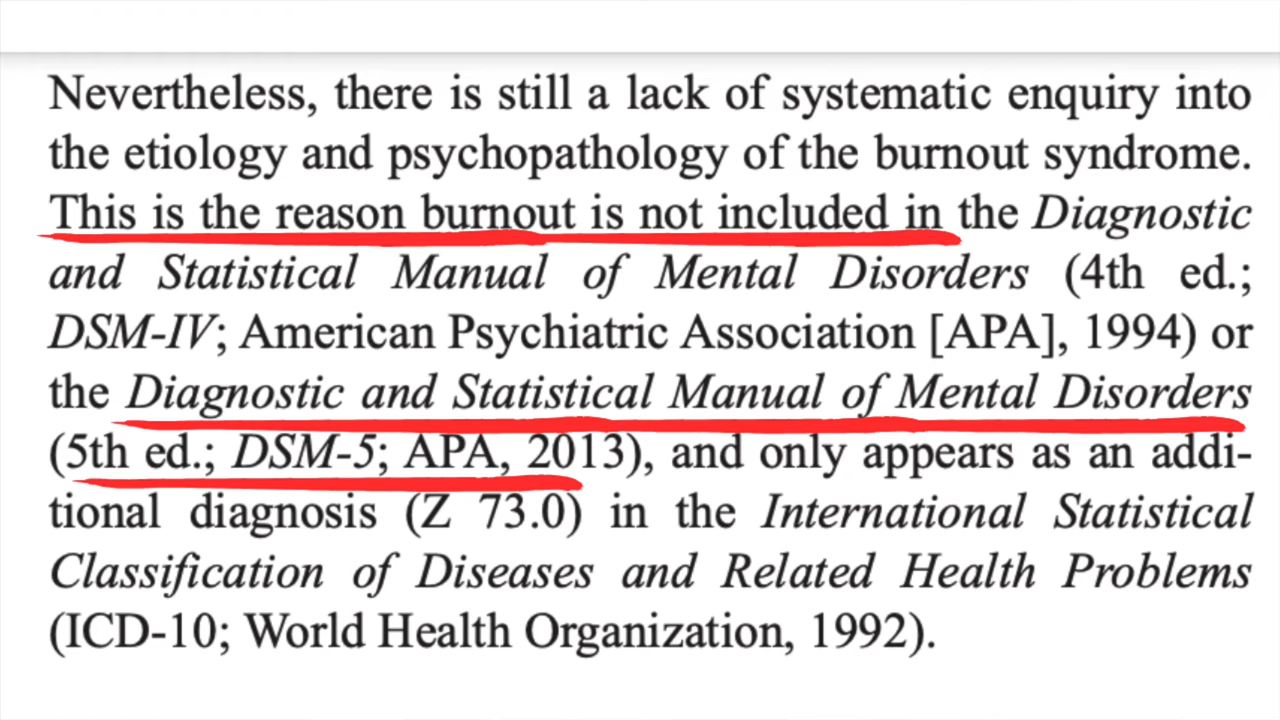 Nevertheless, there is still a lack of systematic enquiry into
the etiology and psychopathology of the burnout syndrome.
This is the reason burnout is not included in the Diagnostic
and Statistical Manual of Mental Disorders (4th ed.;
DSM-IV; American Psychiatric Association [APA], 1994) or
the Diagnostic and Statistical Manual of Mental Disorders
(5th ed.; DSM-5; APA, 2013), and only appears as an addi-
tional diagnosis (Z 73.0) in the International Statistical
Classification of Diseases and Related Health Problems
(ICD-10; World Health Organization, 1992).